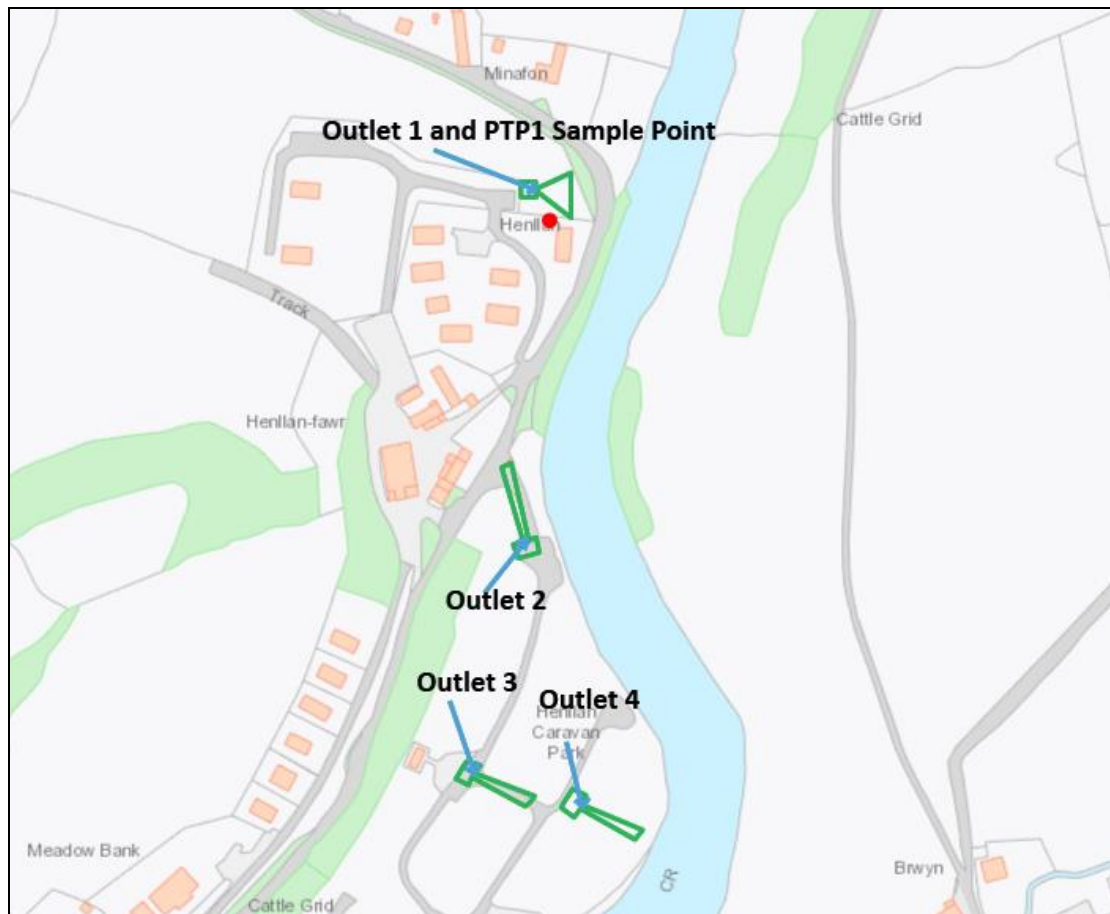 Minafon
Cattle Grid
Outlet 1 and PTP1 Sample Point
Henllan
Track
Henllan-fawr
Outlet 2
Outlet 3
Outlet 4
Henllan
Caravan
Park
Meadow Bank
Brwyn
CR
Cattle Grid